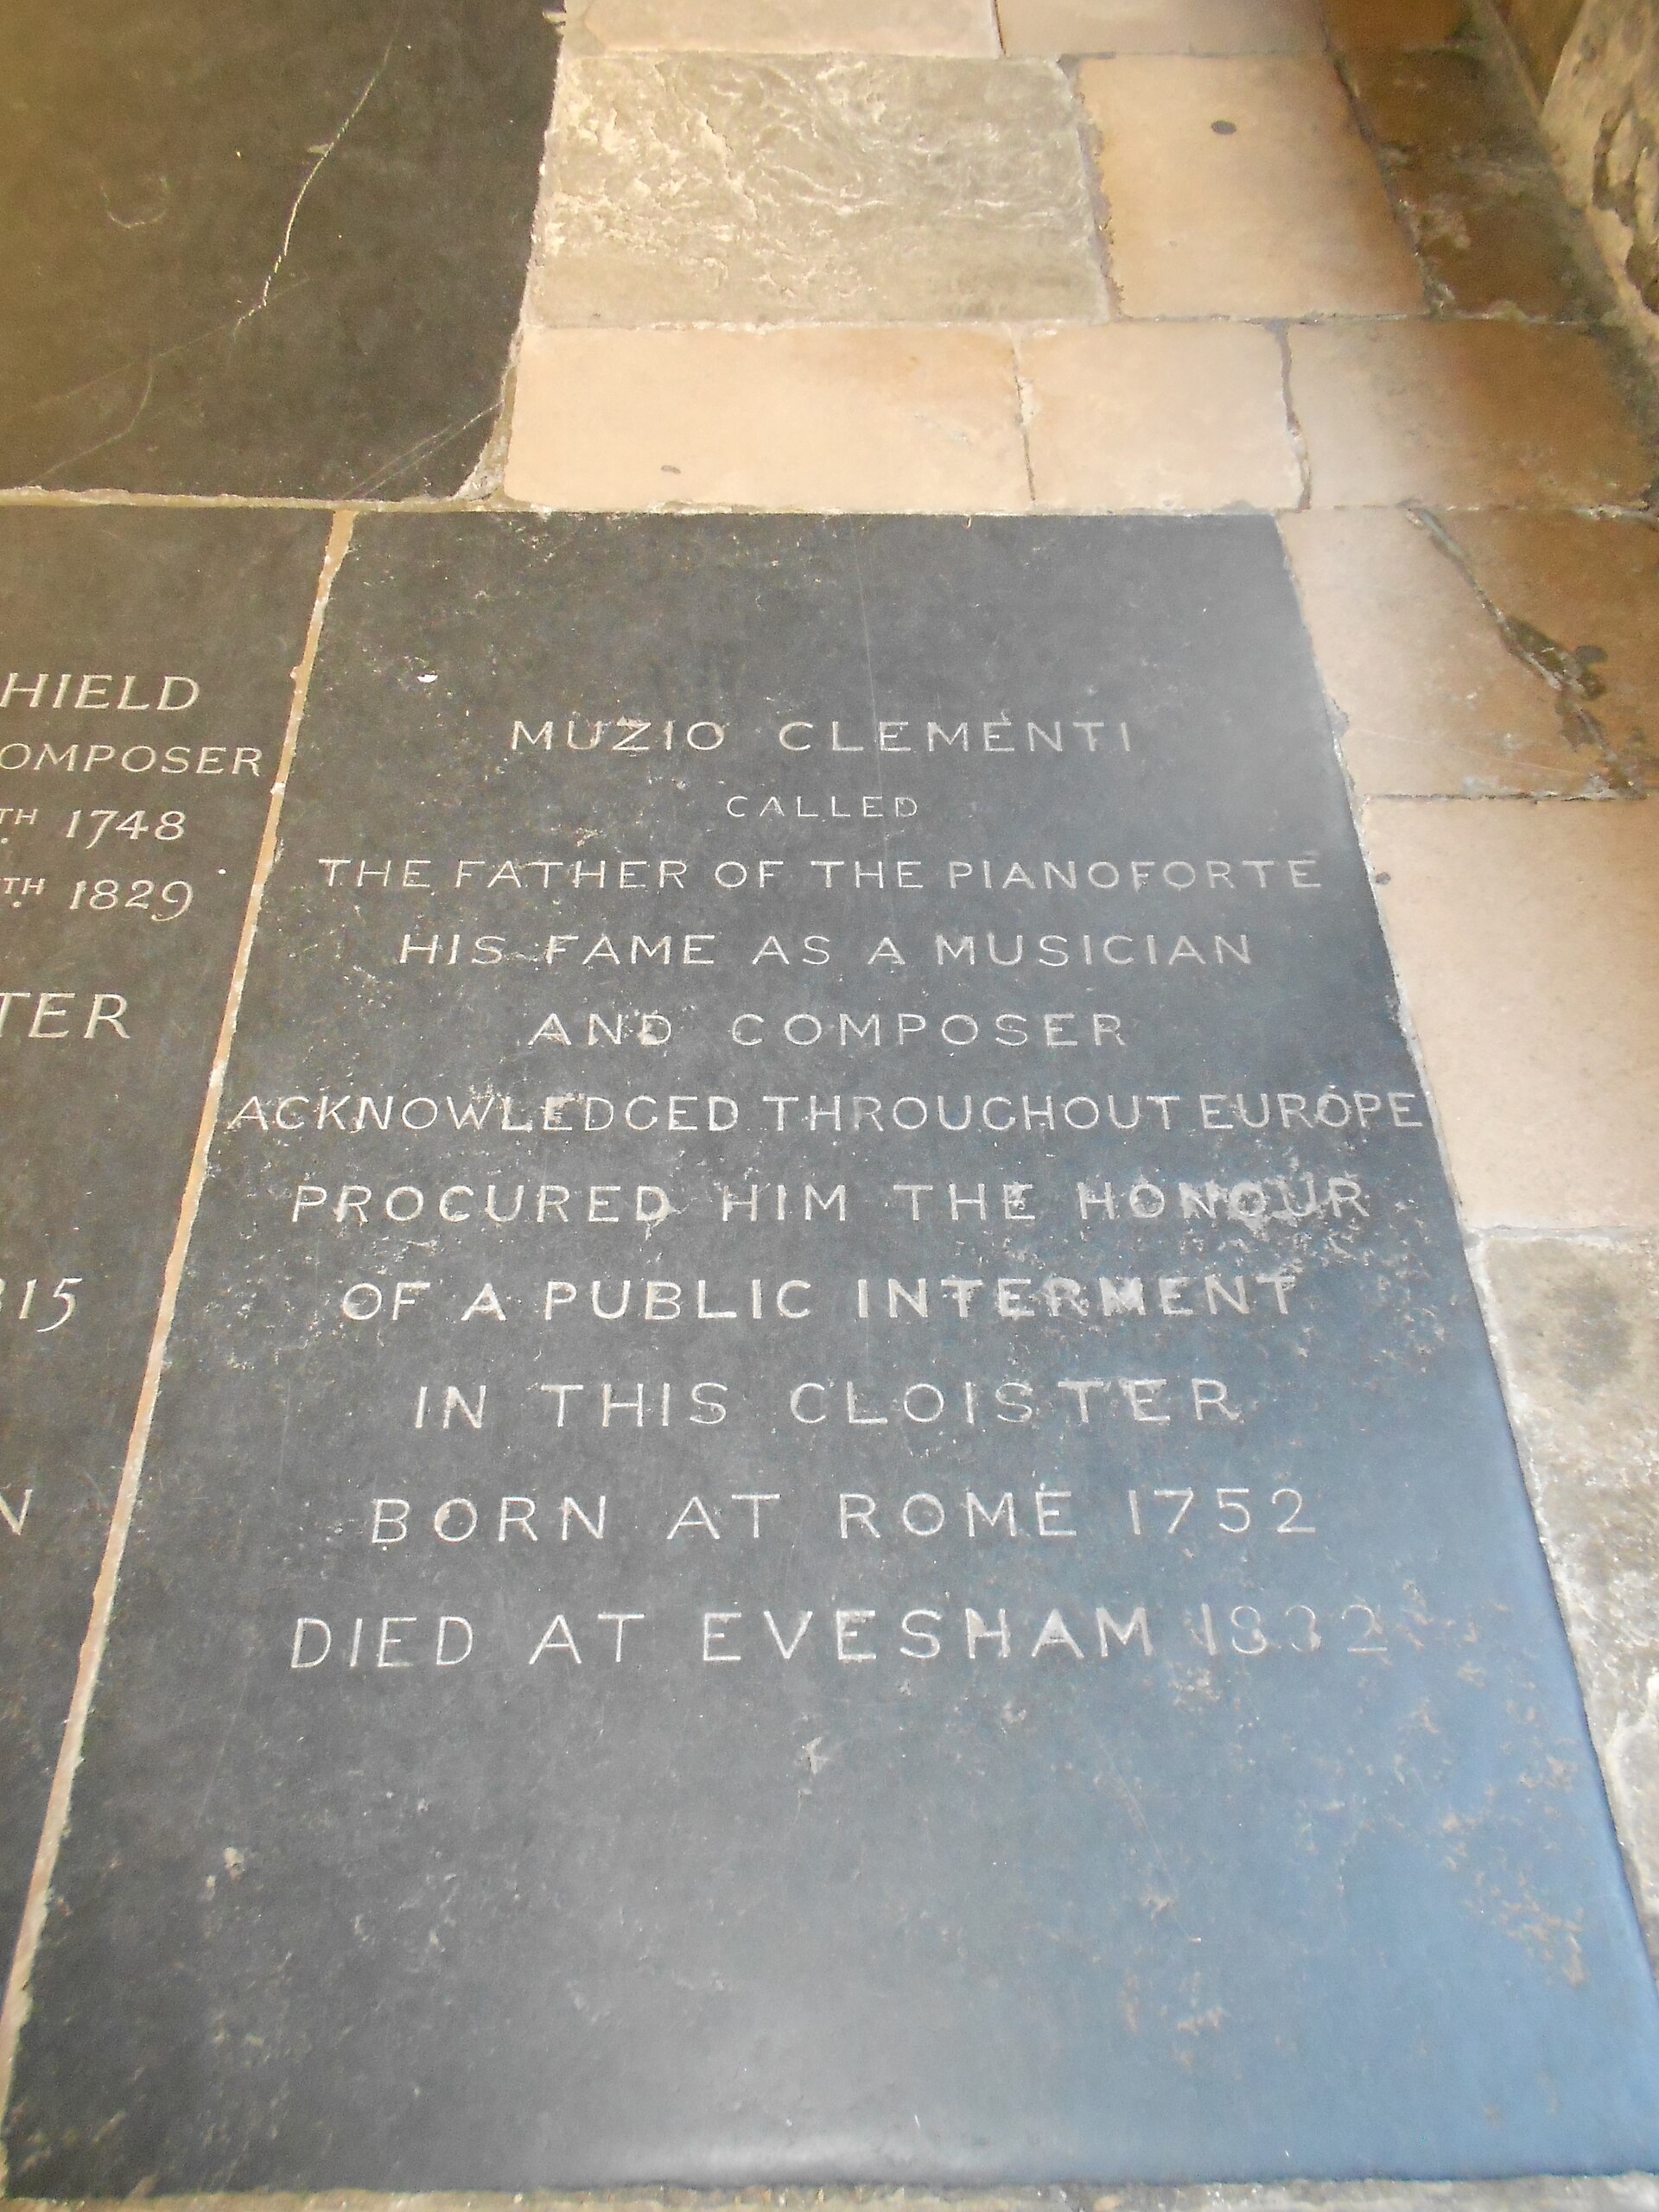 HIELD
OMPOSER
TH 1748
TH 1829
TER
315
N
MUZIO CLEMENTI
CALLED
THE FATHER OF THE PIANOFORTE
HIS FAME AS A MUSICIAN
AND COMPOSER
ACKNOWLEDGED THROUGHOUT EUROPE
PROCURED HIM THE HONOUR
OF A PUBLIC INTERMENT
IN THIS CLOISTER
BORN AT ROME 1752
DIED AT EVESHAM 1832